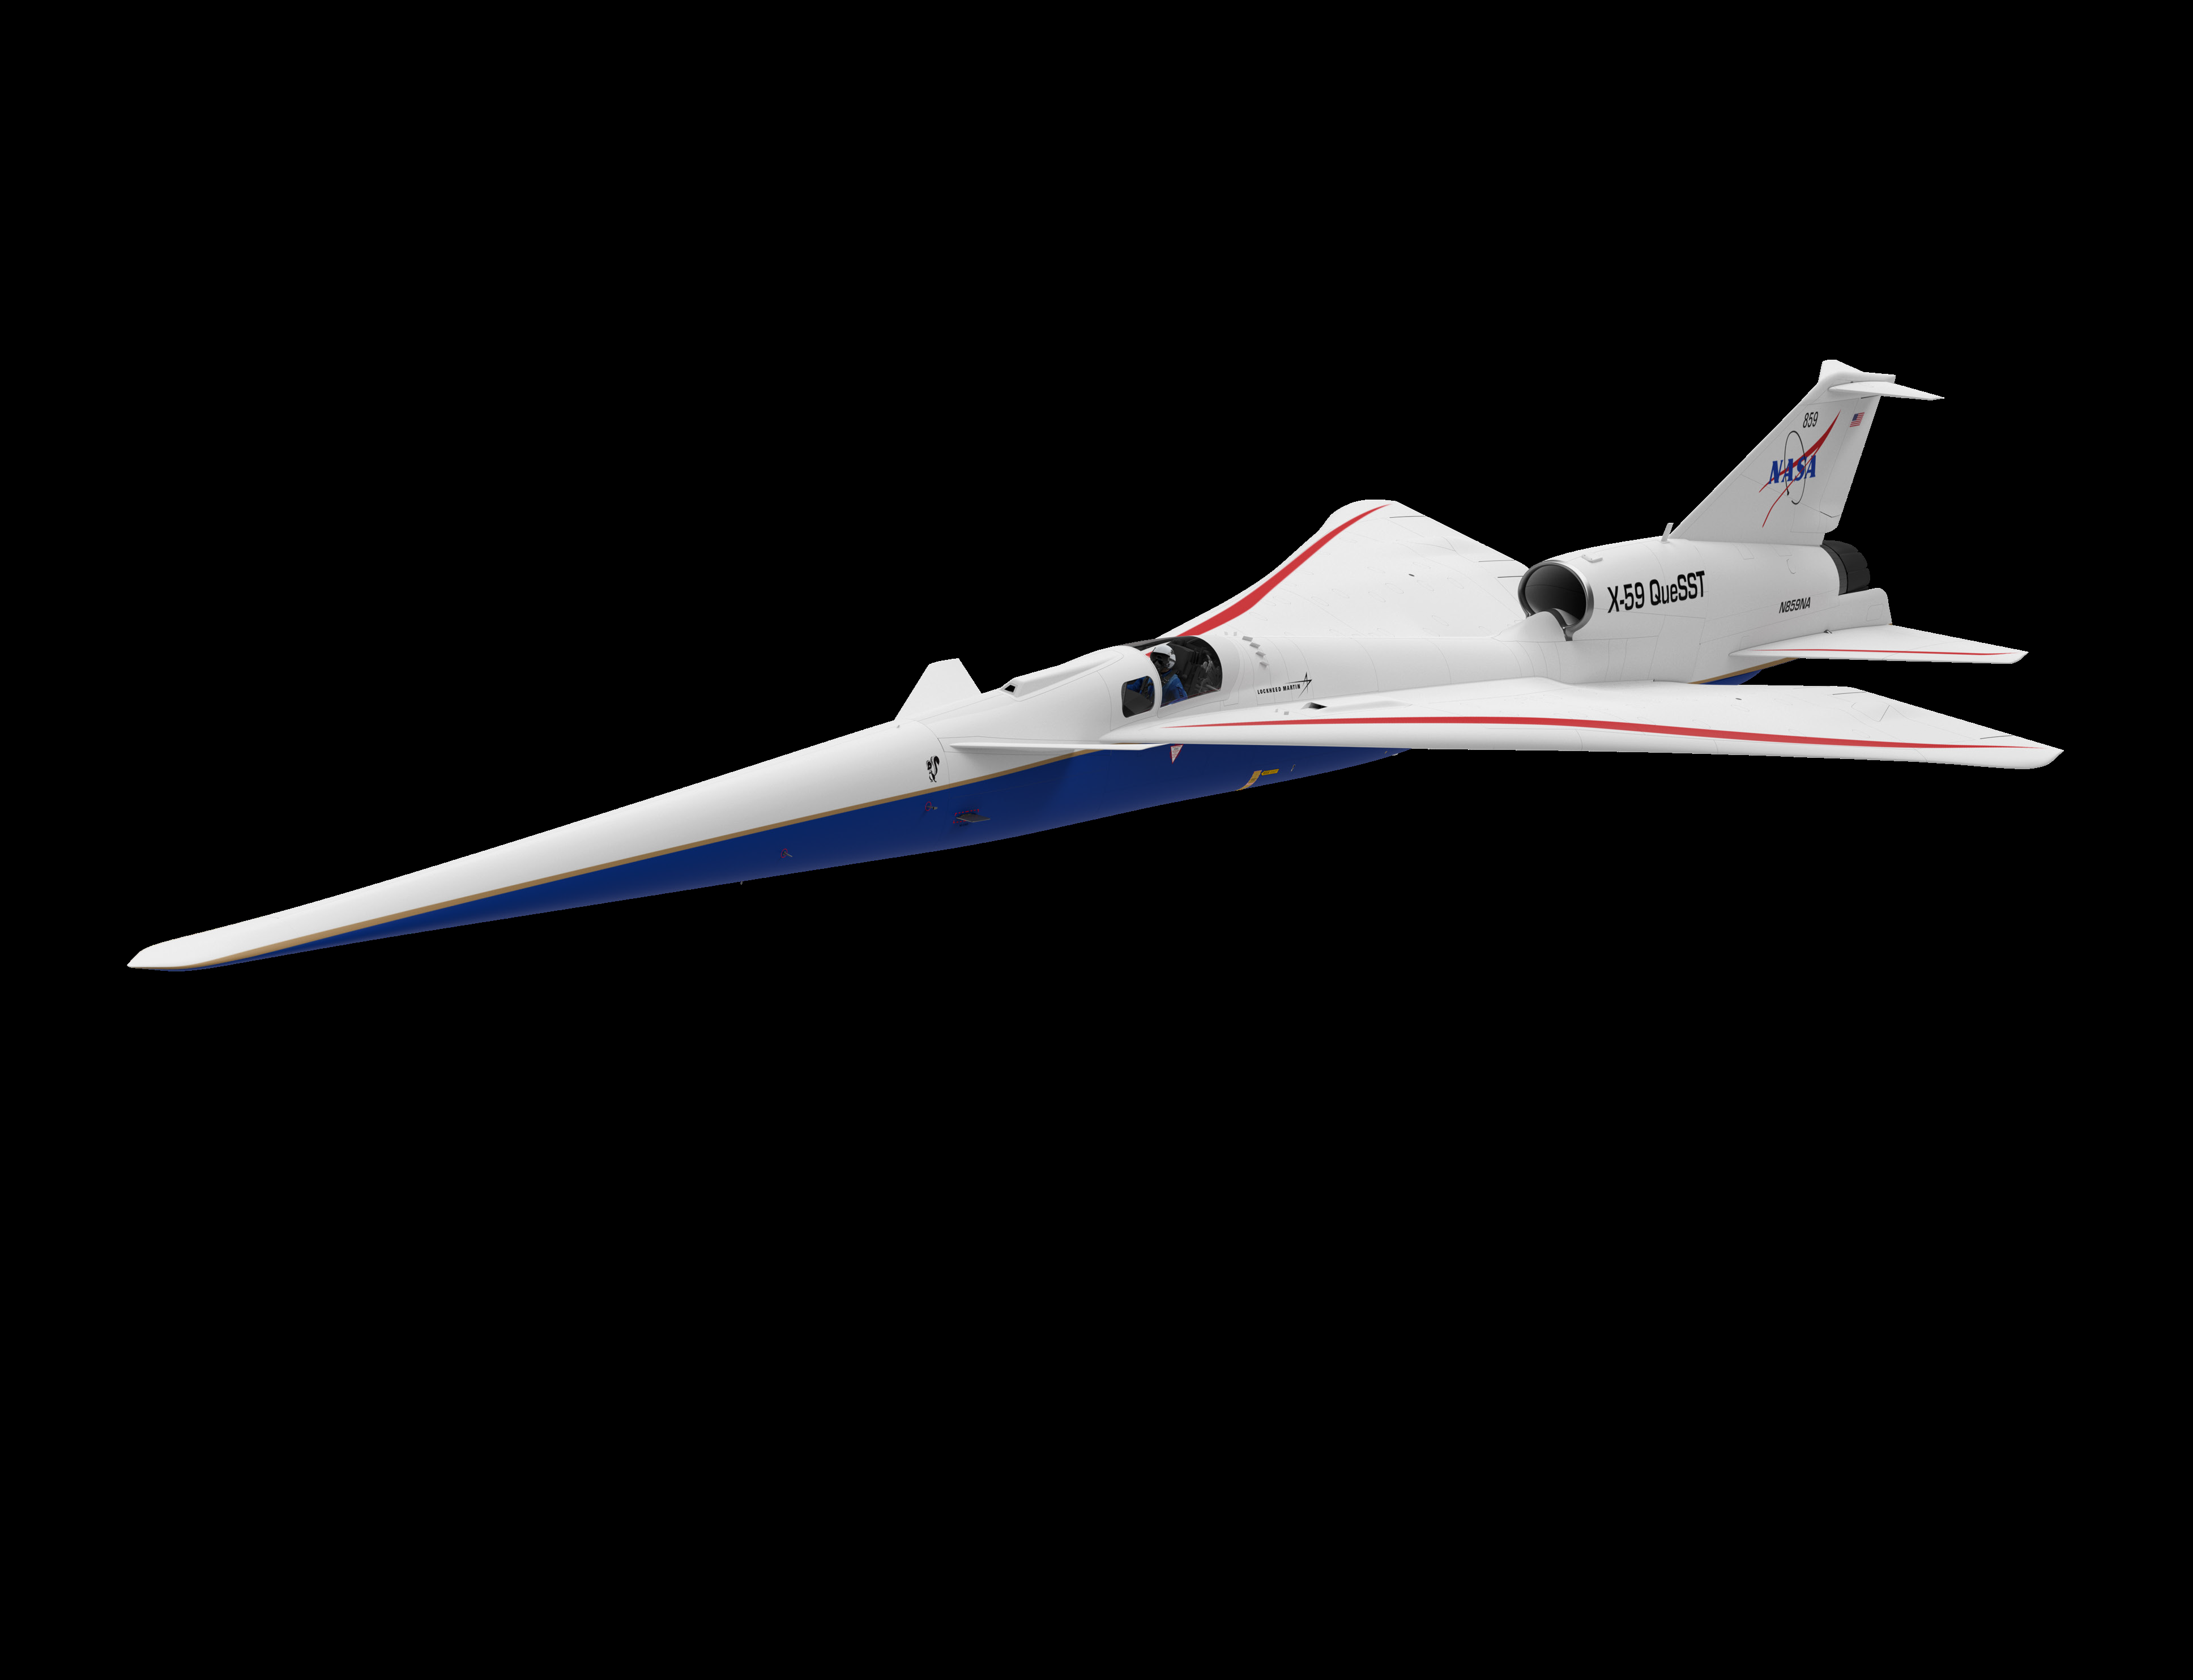 859
NASA
X-59 QueSST
N859NA
LOCKHEED MARTIN